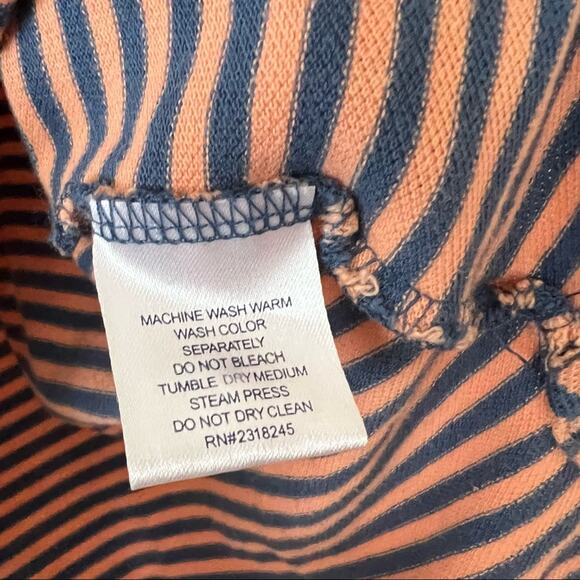 MACHINE WASH WARM
WASH COLOR
SEPARATELY
DO NOT BLEACH
TUMBLE DRY MEDIUM
STEAM PRESS
DO NOT DRY CLEAN
RN#2318245